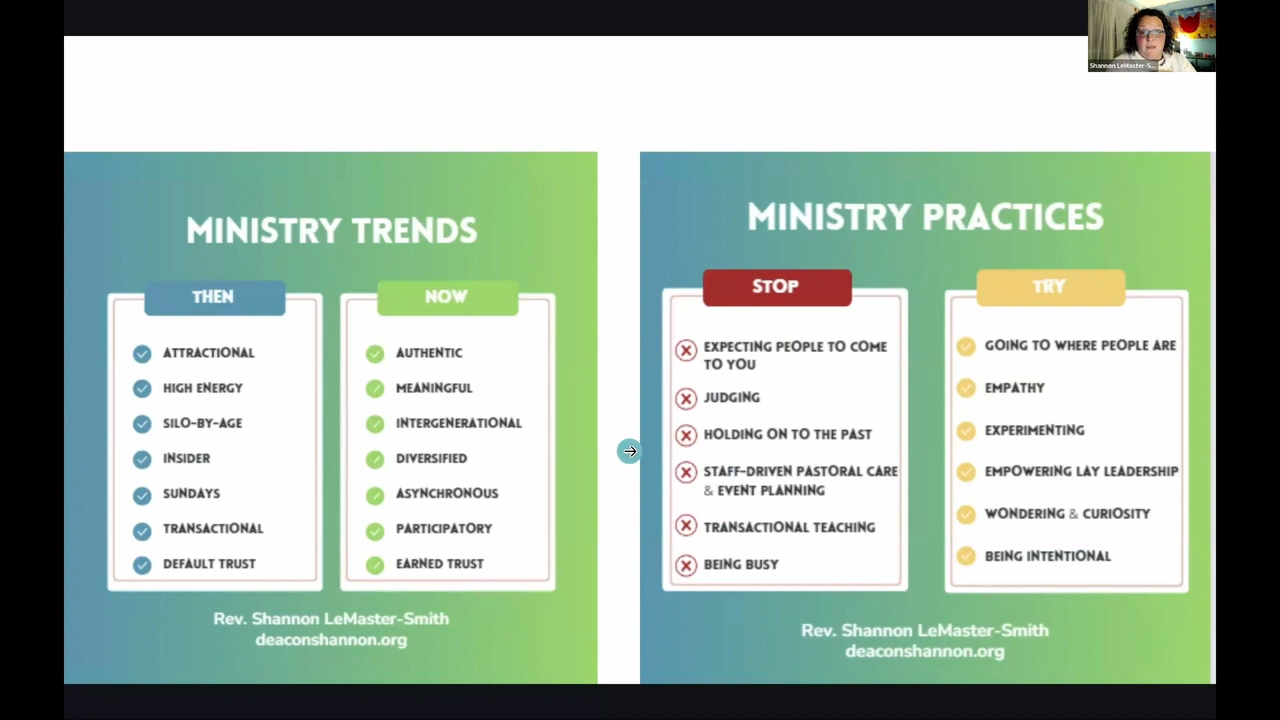 Shannon LeMaster-S...
MINISTRY TRENDS
THEN
ATTRACTIONAL
HIGH ENERGY
SILO-BY-AGE
INSIDER
SUNDAYS
TRANSACTIONAL
DEFAULT TRUST
NOW
AUTHENTIC
MEANINGFUL
INTERGENERATIONAL
DIVERSIFIED
ASYNCHRONOUS
PARTICIPATORY
EARNED TRUST
Rev. Shannon LeMaster-Smith
deaconshannon.org
MINISTRY PRACTICES
STOP
EXPECTING PEOPLE TO COME
TO YOU
JUDGING
HOLDING ON TO THE PAST
STAFF-DRIVEN PASTORAL CARE
& EVENT PLANNING
TRANSACTIONAL TEACHING
BEING BUSY
TRY
GOING TO WHERE PEOPLE ARE
EMPATHY
EXPERIMENTING
EMPOWERING LAY LEADERSHIP
WONDERING & CURIOSITY
BEING INTENTIONAL
Rev. Shannon LeMaster-Smith
deaconshannon.org